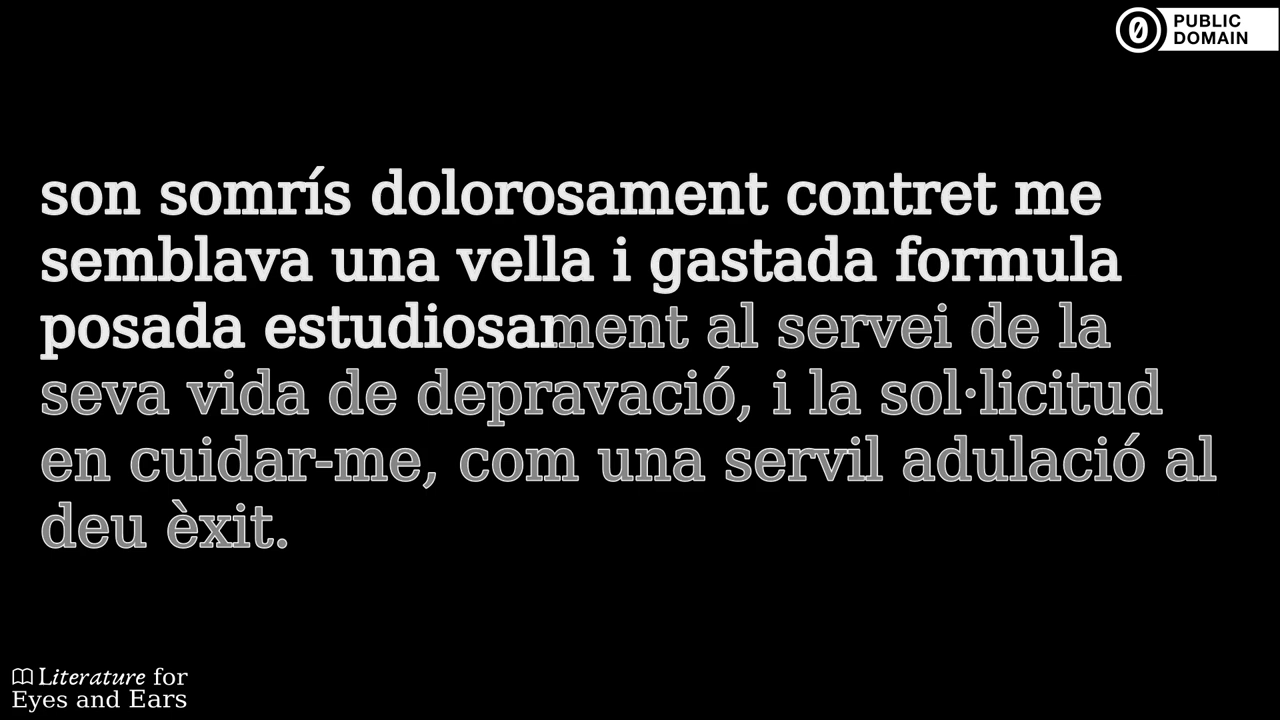 PUBLIC
DOMAIN
son somrís dolorosament contret me
semblava una vella i gastada formula
posada estudiosament al servei de la
seva vida de depravació, i la sol·licitud
en cuidar-me, com una servil adulació al
deu èxit.
Literature for
Eyes and Ears